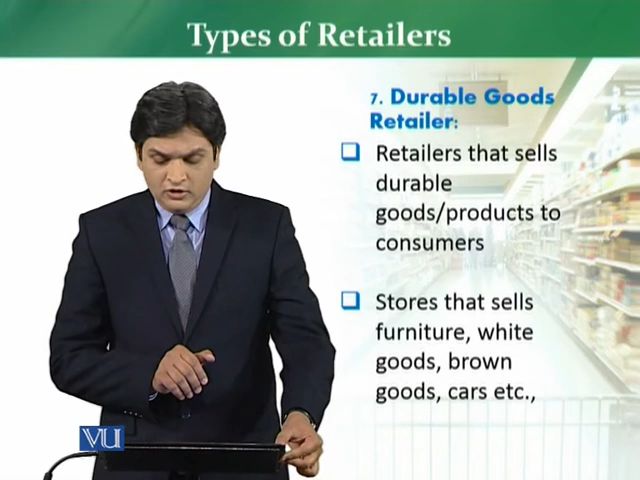 Types of Retailers
7. Durable Goods
Retailer:
Retailers that sells
durable
goods/products to
consumers
Stores that sells
furniture, white
goods, brown
goods, cars etc.,
VU